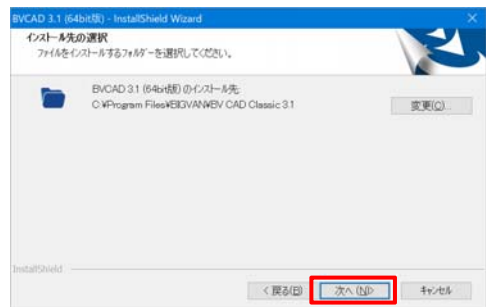 BVCAD 3.1 (64bit版) - InstallShield Wizard
インストール先の選択
ファイルをインストールするフォルダーを選択してください。
BVCAD 3.1 (64bit版) のインストール先:
C:¥Program Files¥BIGVAN¥BV CAD Classic 3.1
変更(C)...
InstallShield
< 戻る(B)
次へ (N)>
キャンセル